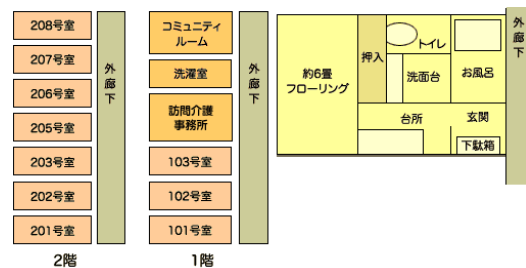 208号室
207号室
206号室
205号室
203号室
202号室
201号室
外廊下
2階
コミュニティ
ルーム
洗濯室
訪問介護
事務所
103号室
102号室
101号室
外廊下
1階
約6畳
フローリング
押入
トイレ
洗面台
お風呂
台所
玄関
下駄箱
外廊下